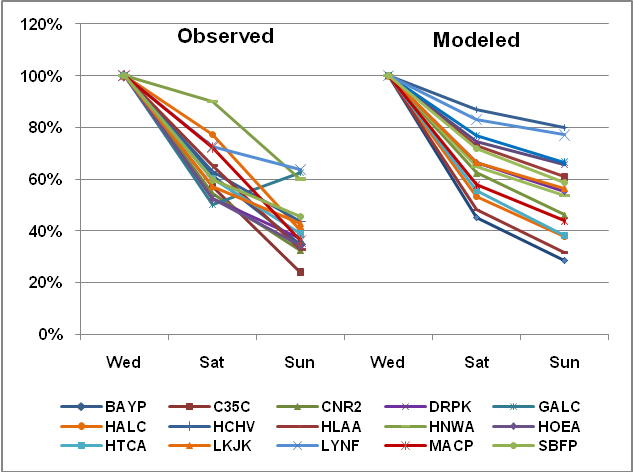 Observed Modeled
120%
100%
80%
60%
40%
20%
0%
Wed Sat Sun Wed Sat Sun
BAYP C35C CNR2 DRPK GALC
HALC HCHV HLAA HNWA HOEA
HTCA LKJK LYNF MACP SBFP